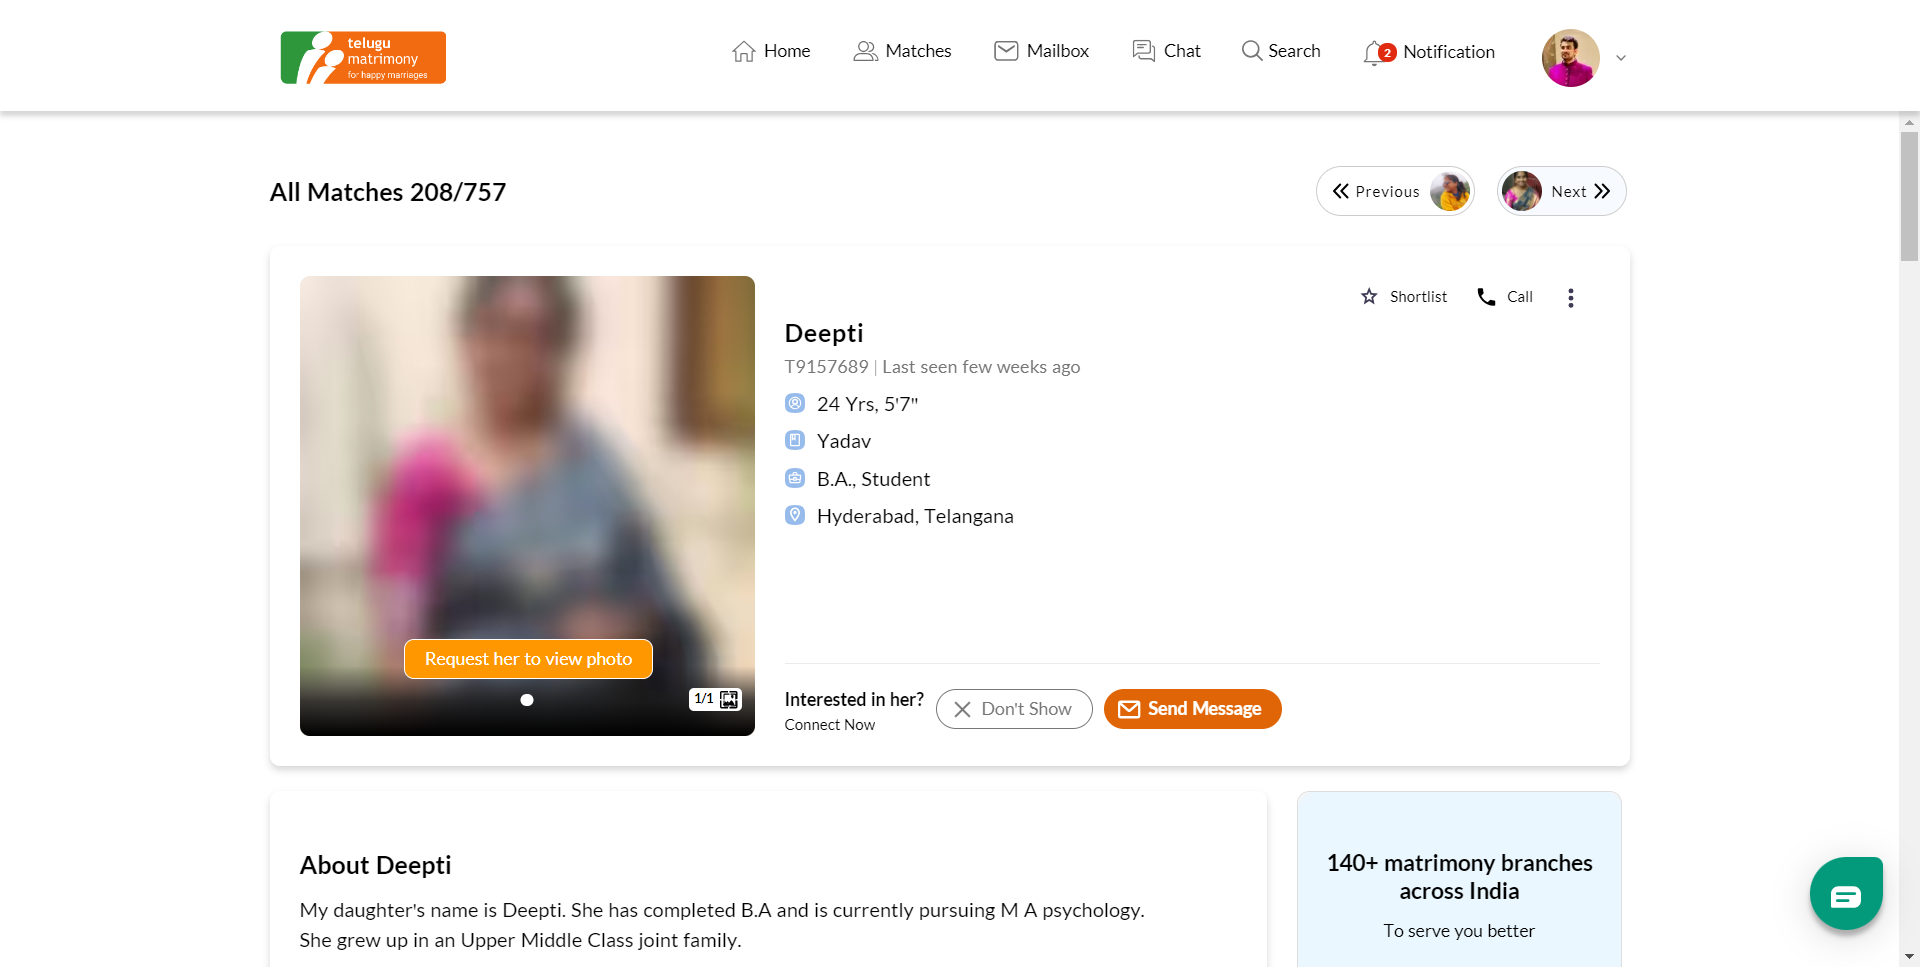 telugu
matrimony
for happy marriages
Home
Matches
Mailbox
Chat
Search
2
Notification
All Matches 208/757
Previous
Next
Shortlist
Call
Deepti
T9157689 | Last seen few weeks ago
24 Yrs, 5'7"
Yadav
B.A., Student
Hyderabad, Telangana
Request her to view photo
1/1
Interested in her?
Connect Now
Don't Show
Send Message
About Deepti
My daughter's name is Deepti. She has completed B.A and is currently pursuing M A psychology.
She grew up in an Upper Middle Class joint family.
140+ matrimony branches
across India
To serve you better